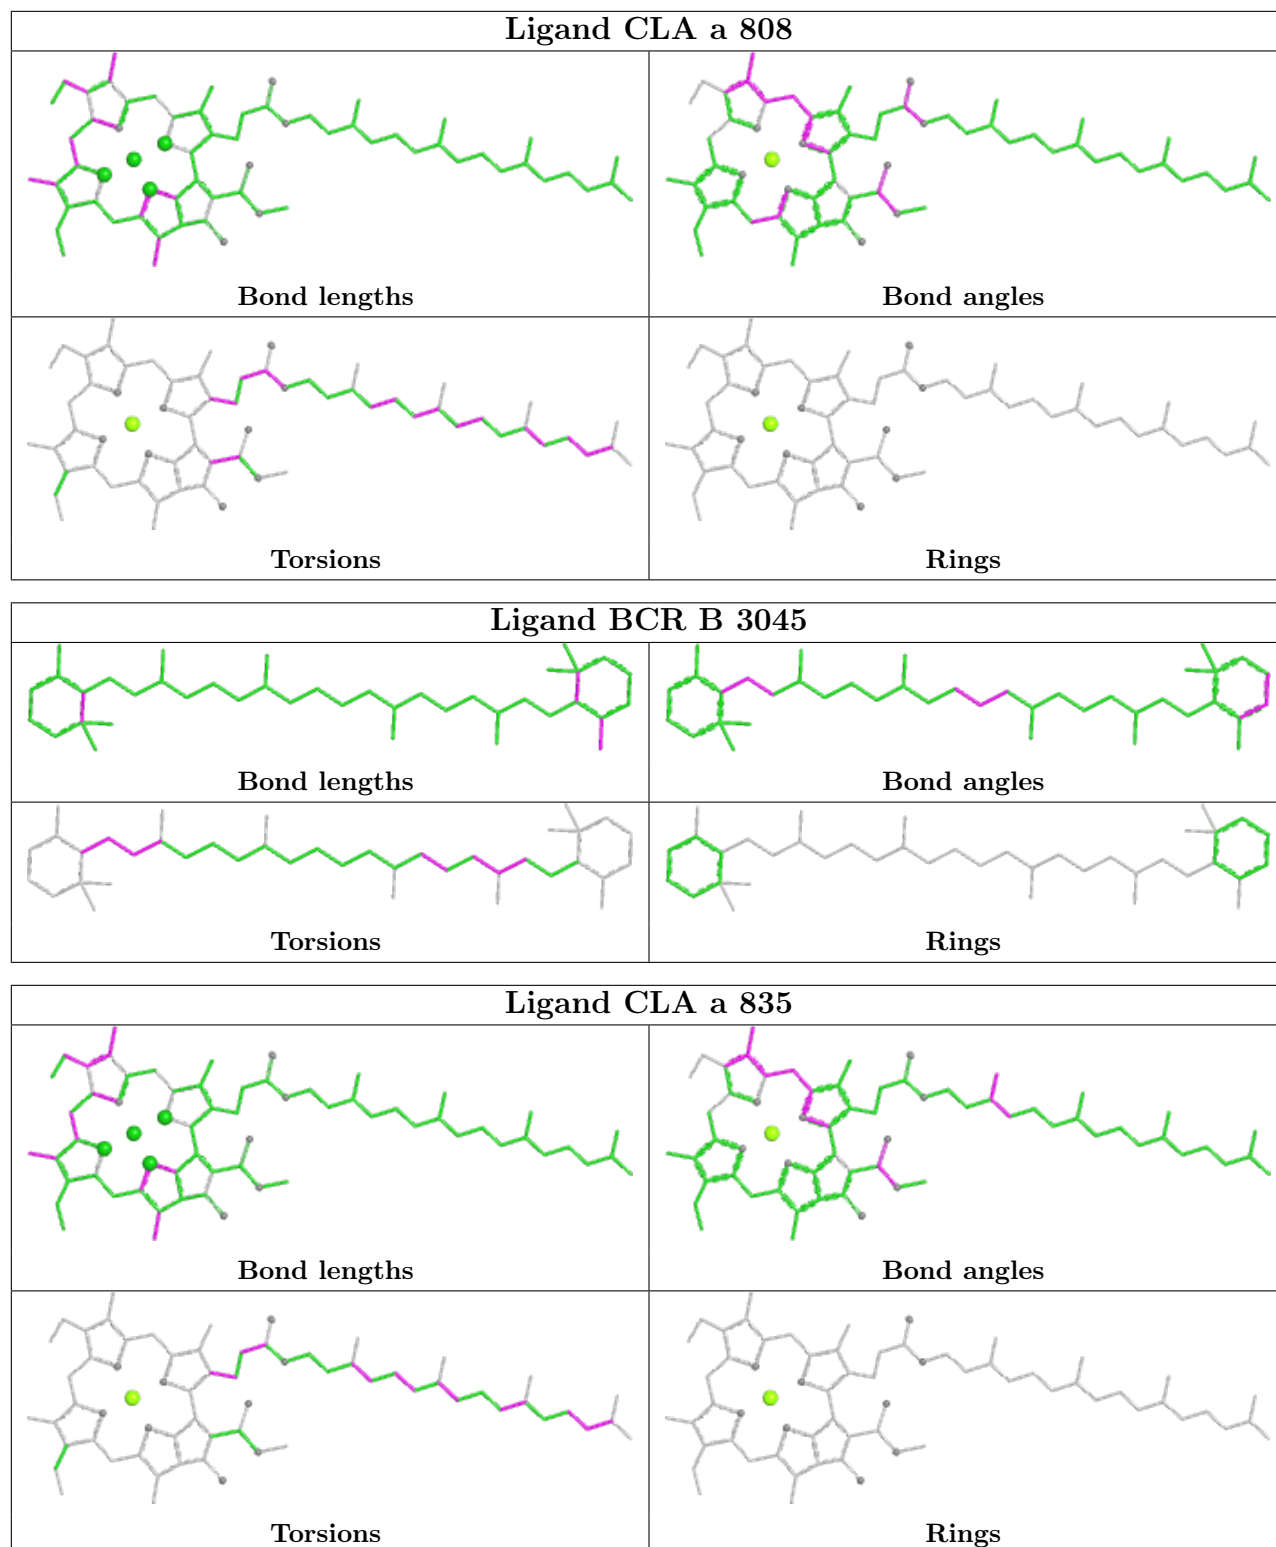 Ligand CLA a 808
Bond lengths
Bond angles
Torsions
Rings
Ligand BCR B 3045
Bond lengths
Bond angles
Torsions
Rings
Ligand CLA a 835
Bond lengths
Bond angles
Torsions
Rings